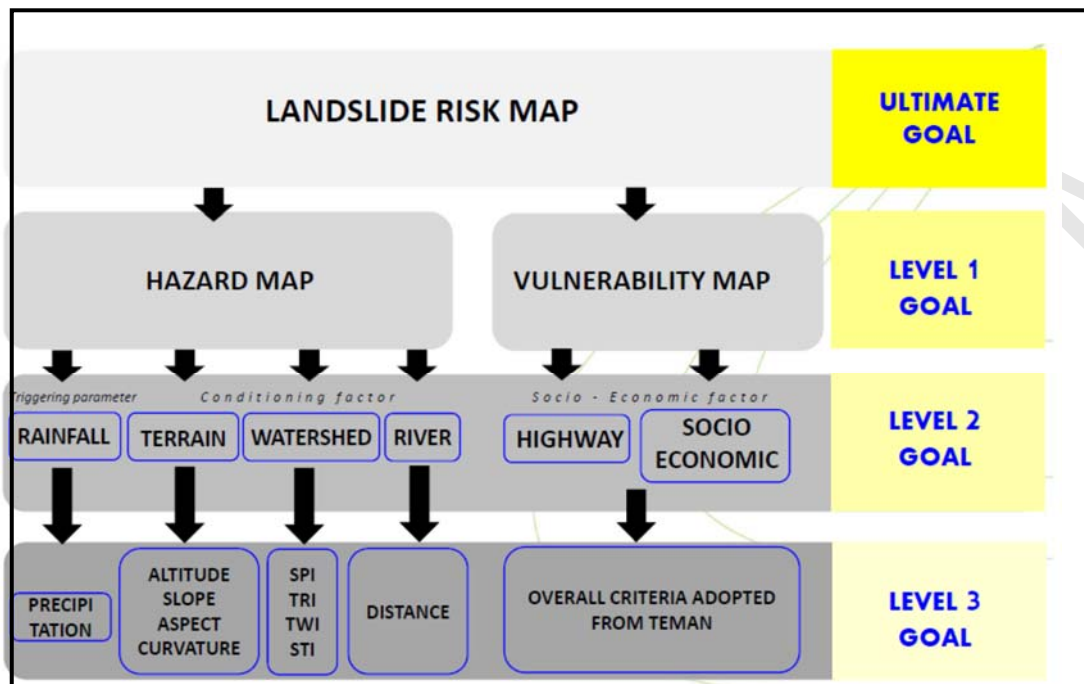 LANDSLIDE RISK MAP
ULTIMATE
GOAL
HAZARD MAP
VULNERABILITY MAP
LEVEL 1
GOAL
Triggering parameter
Conditioning factor
Socio - Economic factor
RAINFALL
TERRAIN
WATERSHED
RIVER
HIGHWAY
SOCIO
ECONOMIC
LEVEL 2
GOAL
PRECIPI
TATION
ALTITUDE
SLOPE
ASPECT
CURVATURE
SPI
TRI
TWI
STI
DISTANCE
OVERALL CRITERIA ADOPTED
FROM TEMAN
LEVEL 3
GOAL